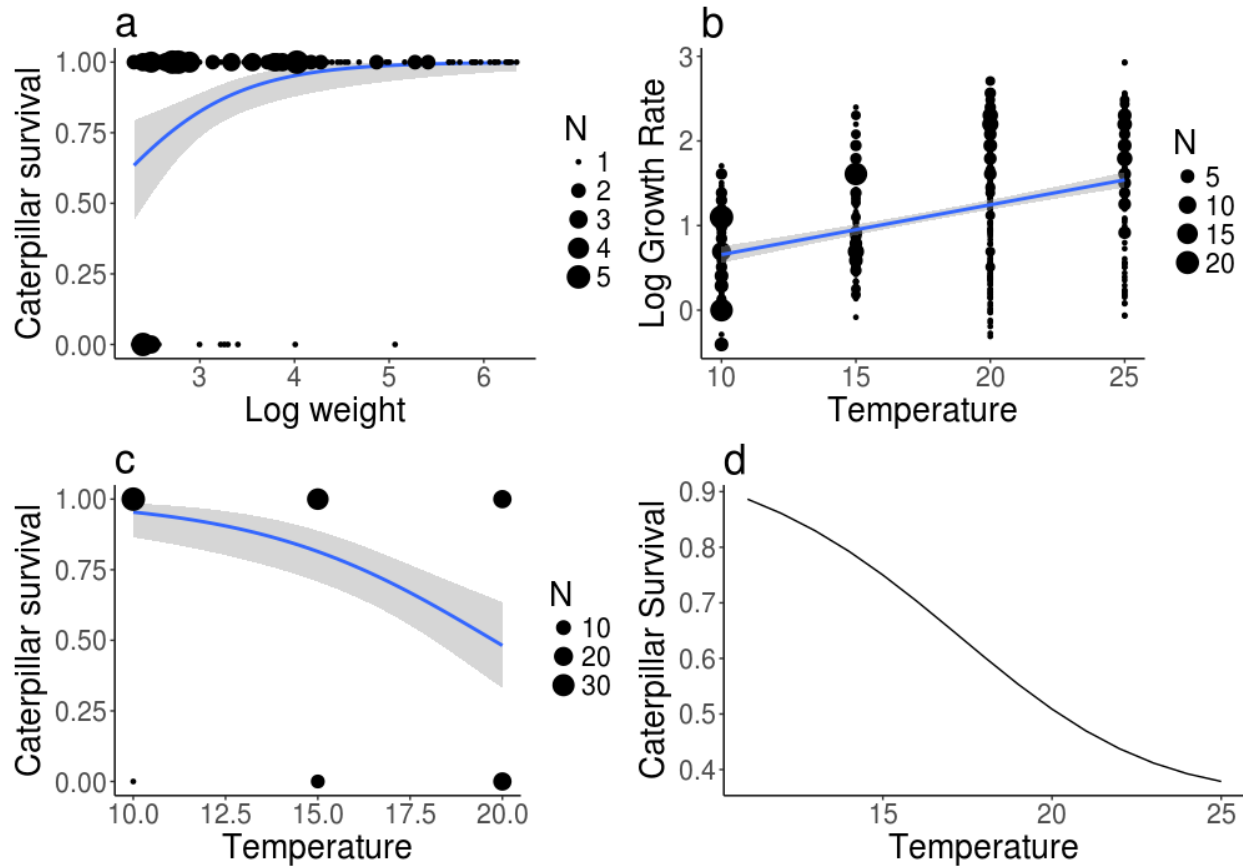 a
Caterpillar survival
1.00
0.75
0.50
0.25
0.00
3 4 5 6
Log weight
N
1
2
3
4
5
b
Log Growth Rate
3
2
1
0
10 15 20 25
Temperature
N
5
10
15
20
c
Caterpillar survival
1.00
0.75
0.50
0.25
0.00
10.0 12.5 15.0 17.5 20.0
Temperature
N
10
20
30
d
Caterpillar Survival
0.9
0.8
0.7
0.6
0.5
0.4
15 20 25
Temperature